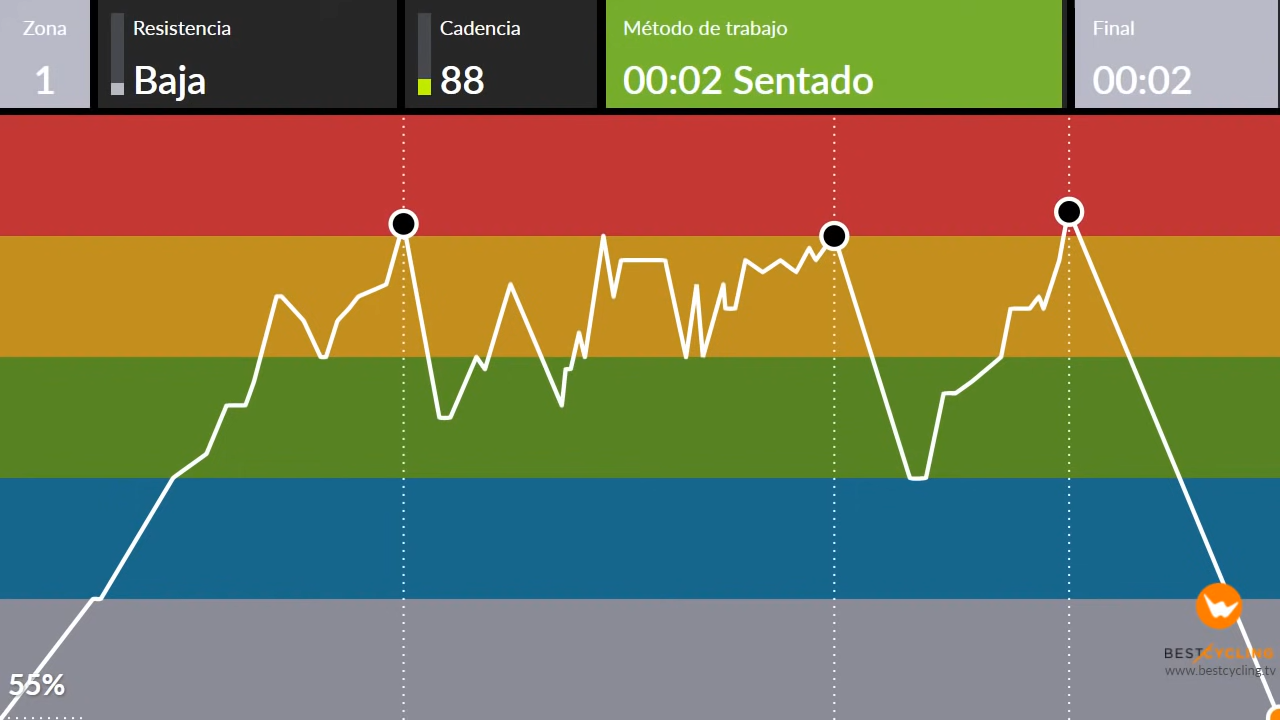 Zona
1
Resistencia
Baja
Cadencia
88
Método de trabajo
00:02 Sentado
Final
00:02
55%
BESTCYCLING
www.bestcycling.tv